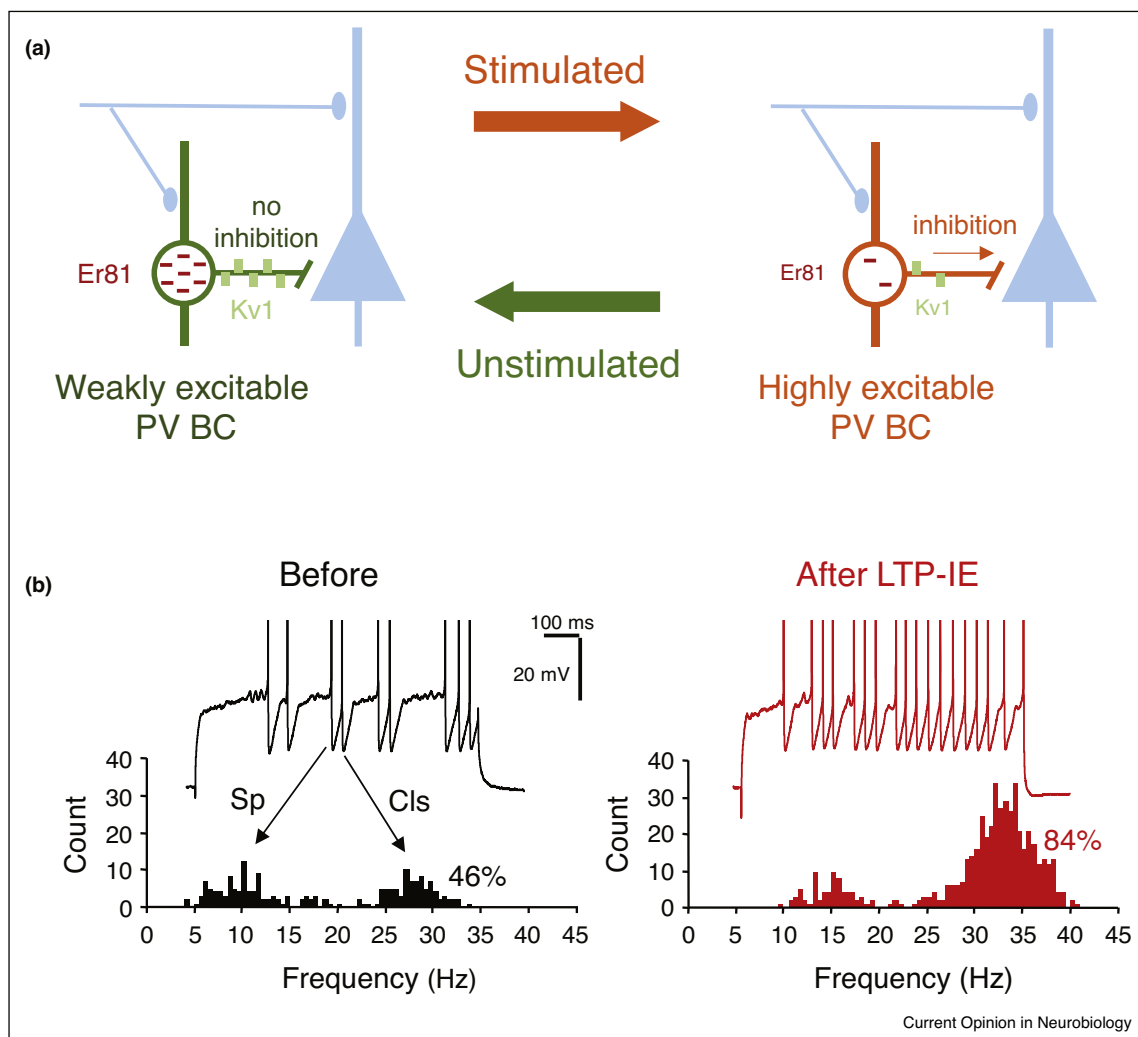 (a)
Stimulated
no
inhibition
Er81
Kv1
inhibition
Er81
Kv1
Unstimulated
Weakly excitable
PV BC
Highly excitable
PV BC
(b)
Before
After LTP-IE
100 ms
20 mV
40
30
20
10
0
Count
Sp
Cls
46%
0 5 10 15 20 25 30 35 40 45
Frequency (Hz)
40
30
20
10
0
Count
84%
0 5 10 15 20 25 30 35 40 45
Frequency (Hz)
Current Opinion in Neurobiology